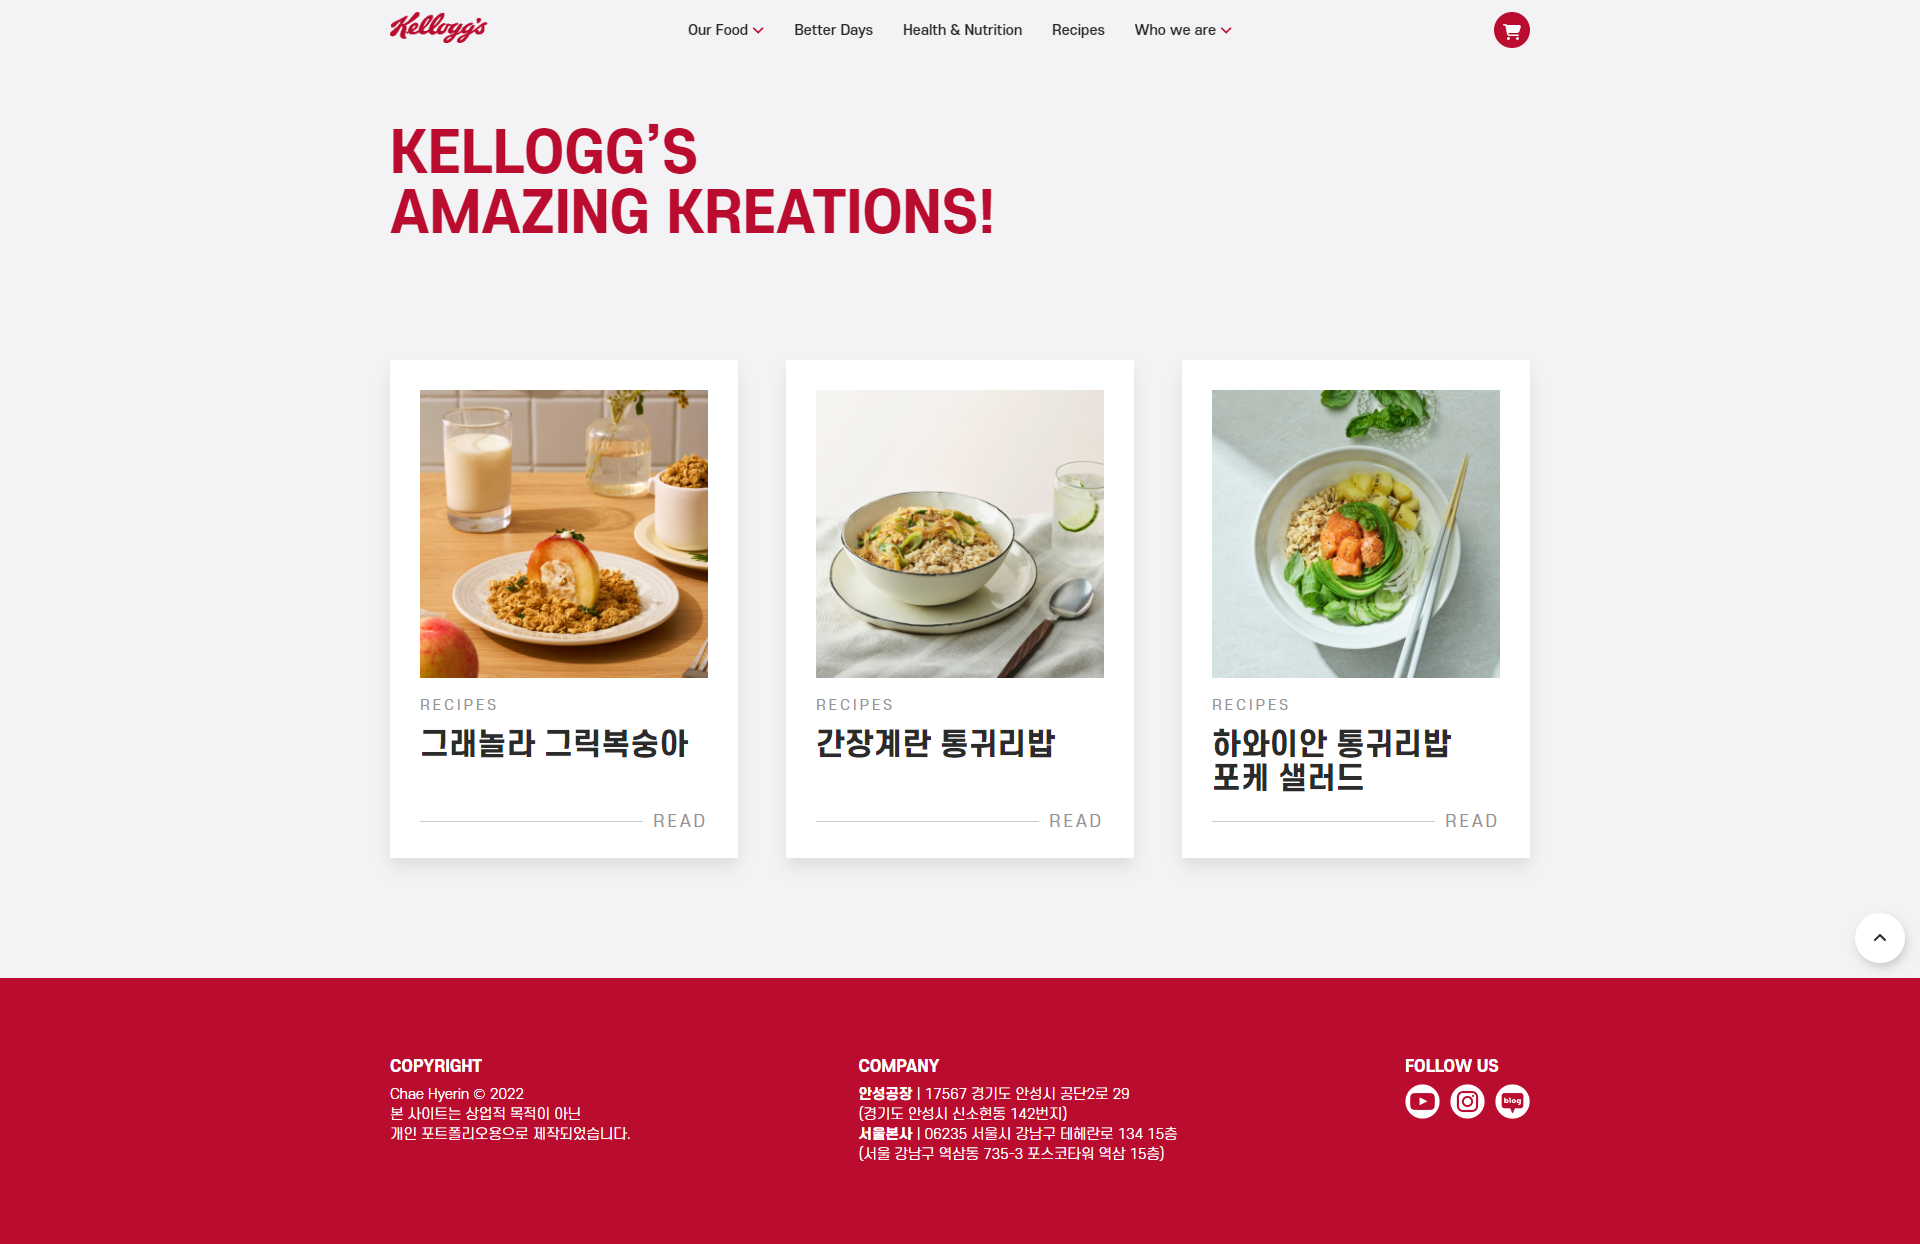 Kellogg's
Our Food
Better Days
Health & Nutrition
Recipes
Who we are
KELLOGG’S
AMAZING KREATIONS!
RECIPES
그래놀라 그릭복숭아
READ
RECIPES
간장계란 통귀리밥
READ
RECIPES
하와이안 통귀리밥
포케 샐러드
READ
COPYRIGHT
Chae Hyerin © 2022
본 사이트는 상업적 목적이 아닌
개인 포트폴리오용으로 제작되었습니다.
COMPANY
안성공장 | 17567 경기도 안성시 공단2로 29
(경기도 안성시 신소현동 142번지)
서울본사 | 06235 서울시 강남구 테헤란로 134 15층
(서울 강남구 역삼동 735-3 포스코타워 역삼 15층)
FOLLOW US
blog